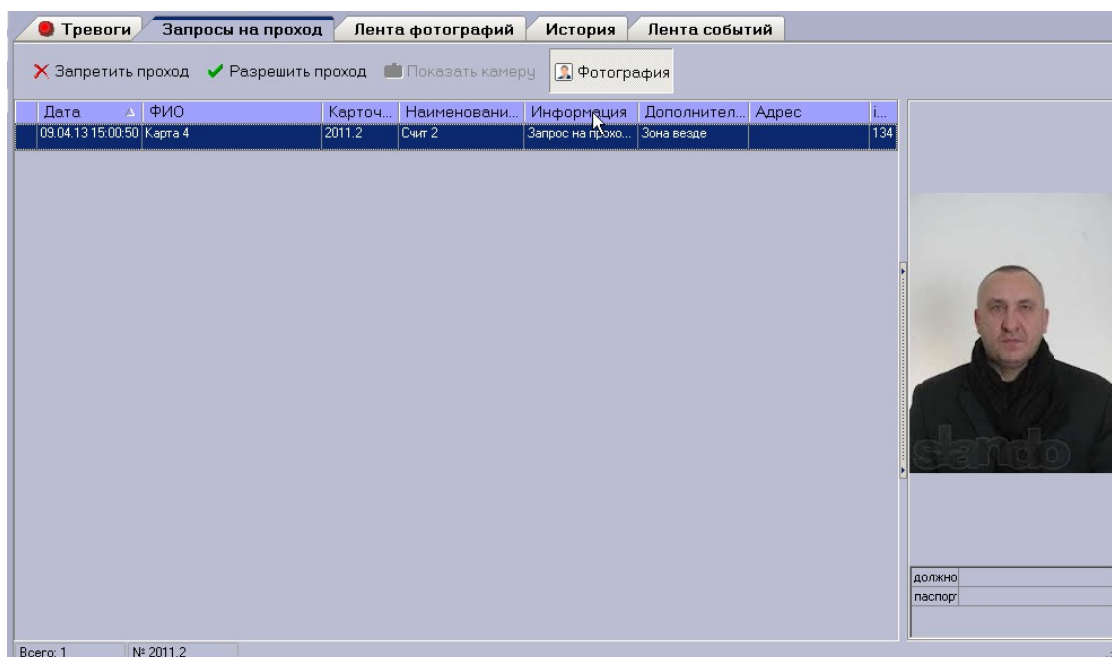 Тревоги Запросы на проход Лента фотографий История Лента событий
Запретить проход Разрешить проход Показать камеру Фотография
Дата ФИО Карточ... Наименовани... Информация Дополнител... Адрес i...
09.04.13 15:00:50 Карта 4 2011.2 Счит 2 Запрос на прохо... Зона везде 134
slando
должно
паспорт
Всего: 1 № 2011.2